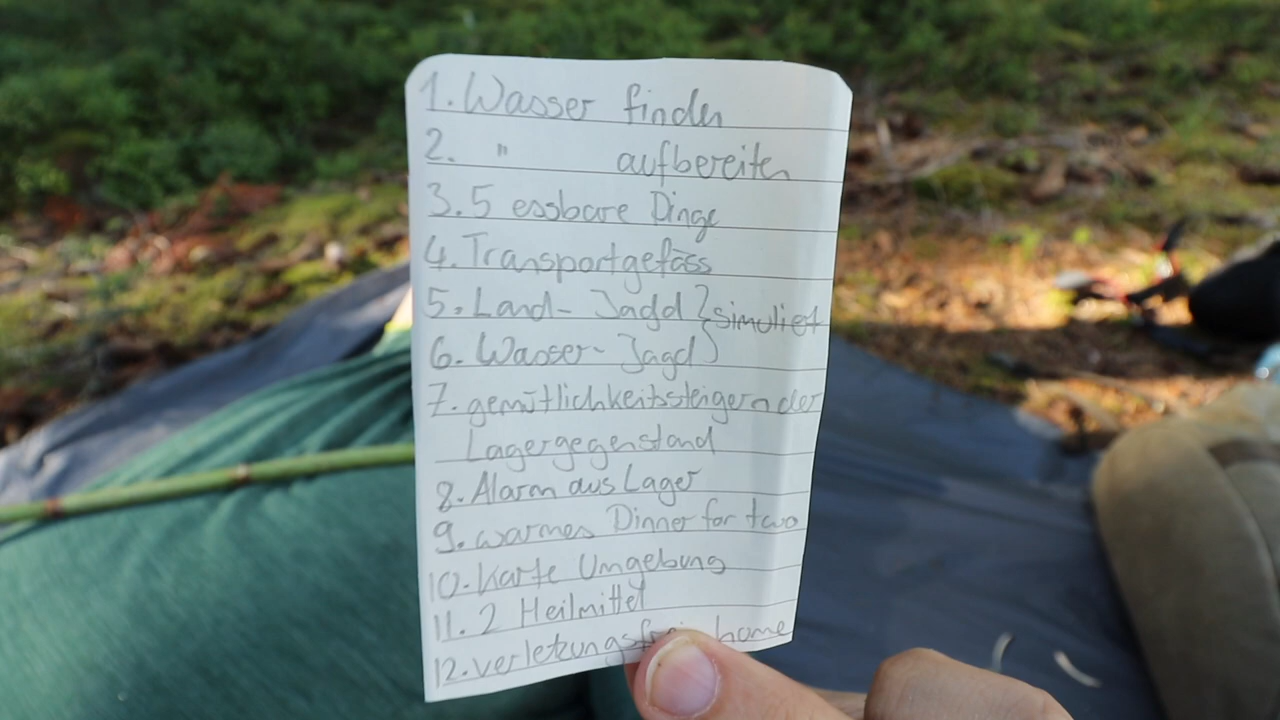 1. Wasser finden
2. " aufbereiten
3. 5 essbare Dinge
4. Transportgefäss
5. Land- Jagd } simuliet
6. Wasser- Jagd }
7. gemütlichkeitssteigernder
Lagergegenstand
8. Alarm aus Lager
9. warmes Dinner for two
10. Karte Umgebung
11. 2 Heilmittel
12. verletzungsfrei home